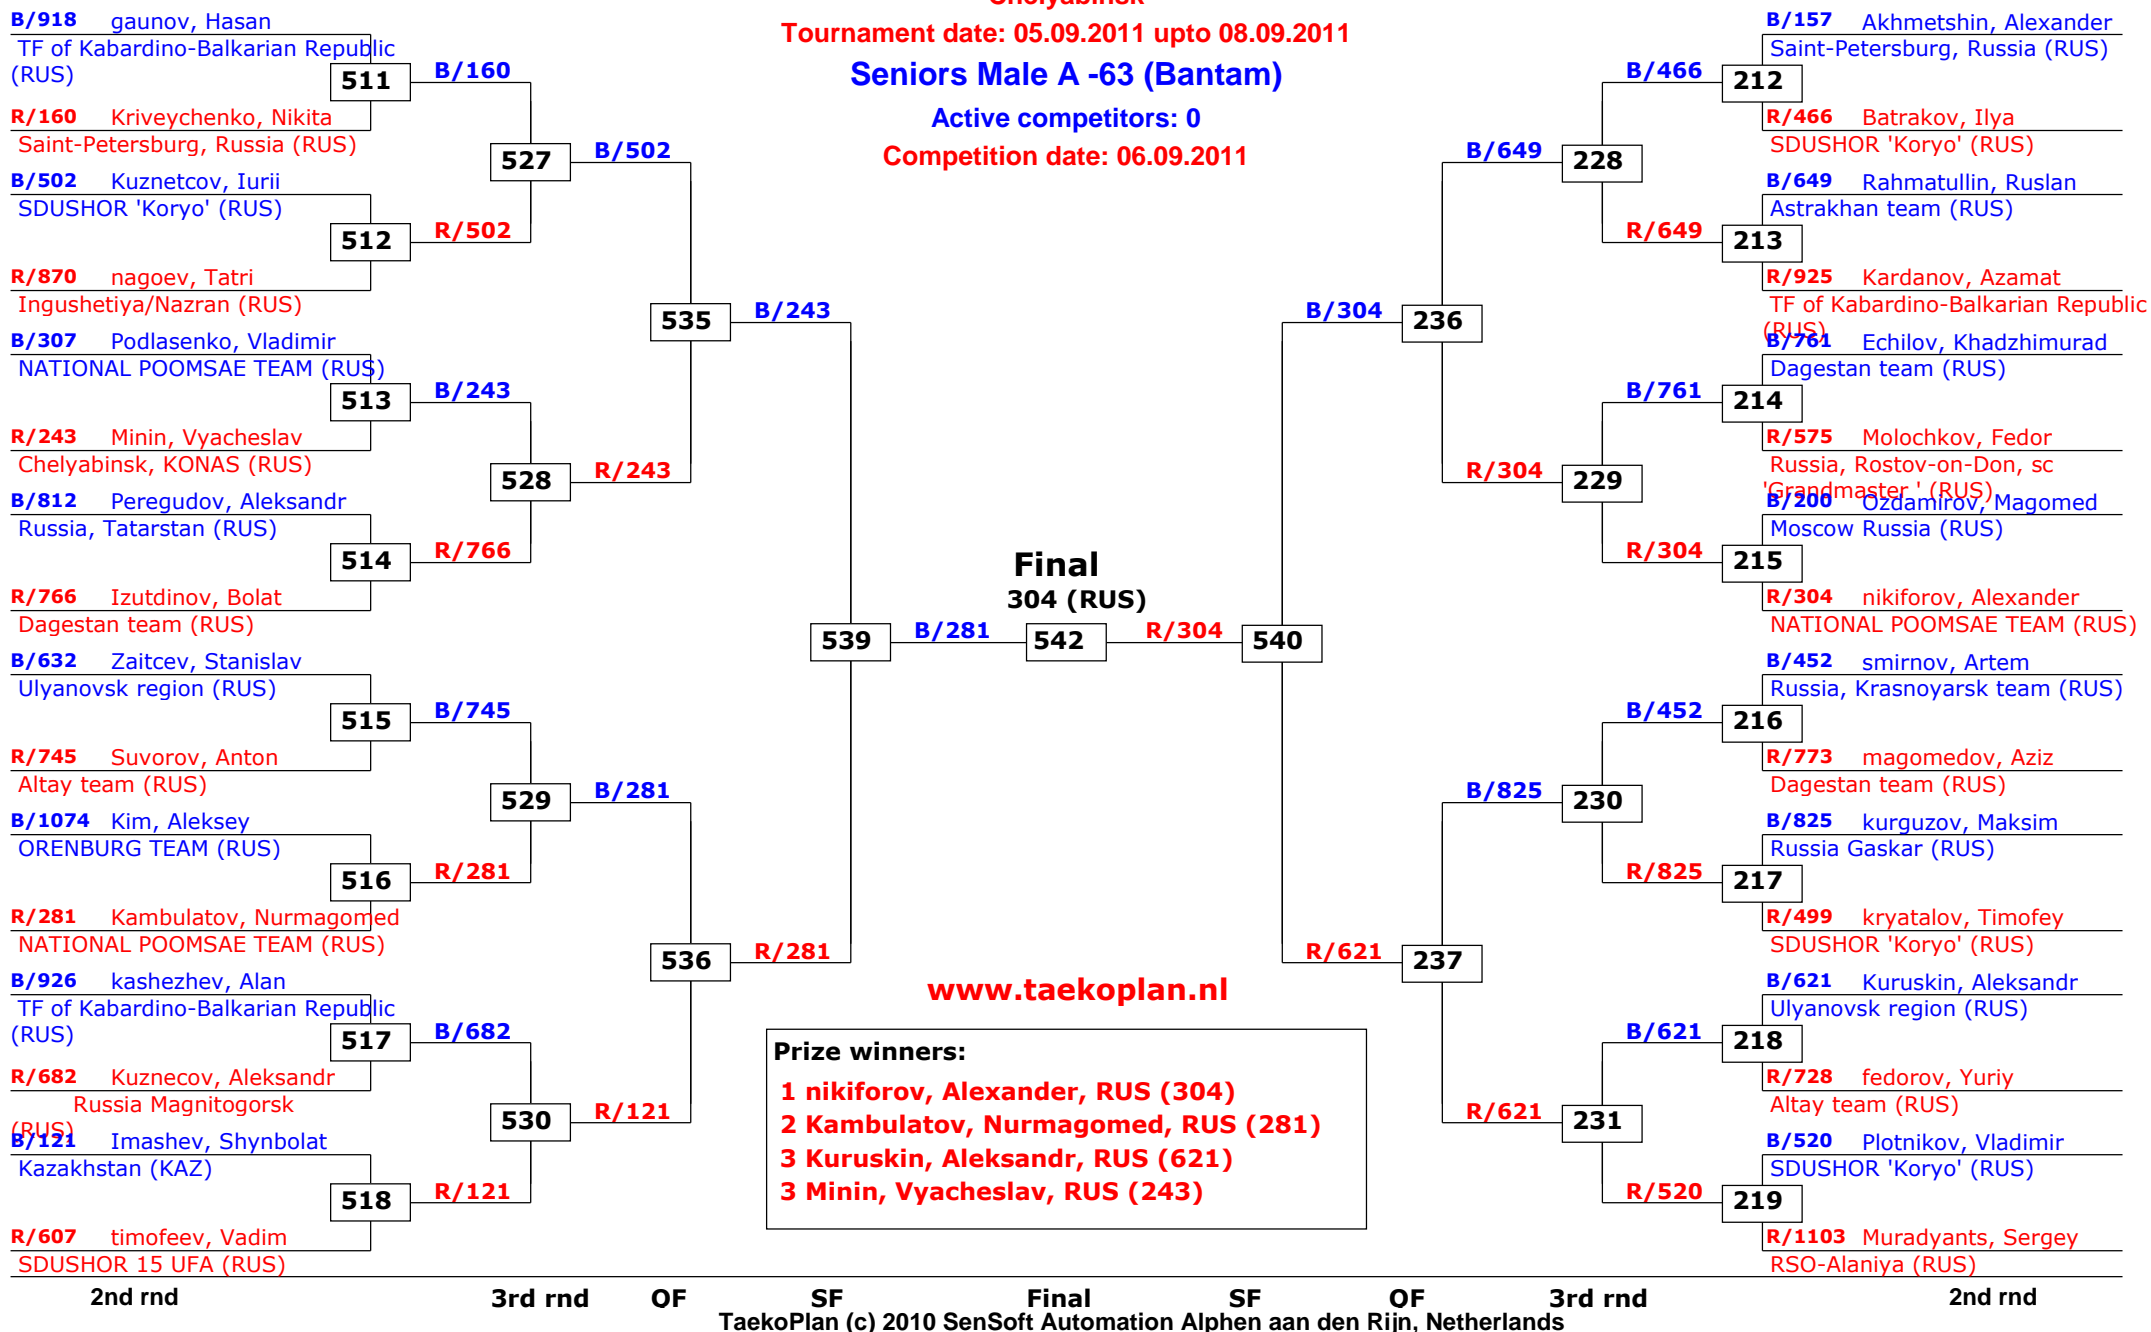 Chelyabinsk
Tournament date: 05.09.2011 upto 08.09.2011
Seniors Male A -63 (Bantam)
Active competitors: 0
Competition date: 06.09.2011
B/918 gaunov, Hasan
TF of Kabardino-Balkarian Republic
(RUS)
511
R/160 Kriveychenko, Nikita
Saint-Petersburg, Russia (RUS)
B/502 Kuznetcov, Iurii
SDUSHOR 'Koryo' (RUS)
512
R/870 nagoev, Tatri
Ingushetiya/Nazran (RUS)
B/307 Podlasenko, Vladimir
NATIONAL POOMSAE TEAM (RUS)
513
R/243 Minin, Vyacheslav
Chelyabinsk, KONAS (RUS)
B/812 Peregudov, Aleksandr
Russia, Tatarstan (RUS)
514
R/766 Izutdinov, Bolat
Dagestan team (RUS)
B/632 Zaitcev, Stanislav
Ulyanovsk region (RUS)
515
R/745 Suvorov, Anton
Altay team (RUS)
B/1074 Kim, Aleksey
ORENBURG TEAM (RUS)
516
R/281 Kambulatov, Nurmagomed
NATIONAL POOMSAE TEAM (RUS)
B/926 kashezhev, Alan
TF of Kabardino-Balkarian Republic
(RUS)
517
R/682 Kuznecov, Aleksandr
Russia Magnitogorsk
(RUS)
B/121 Imashev, Shynbolat
Kazakhstan (KAZ)
518
R/607 timofeev, Vadim
SDUSHOR 15 UFA (RUS)
B/160
527
R/502
B/243
528
R/766
B/745
529
R/281
B/682
530
R/121
B/502
535
R/243
B/281
536
R/121
B/243
539
R/281
Final
304 (RUS)
B/281 542 R/304
B/304
540
R/621
B/649
236
R/304
B/825
237
R/621
B/466
228
R/649
B/761
229
R/304
B/452
230
R/825
B/621
231
R/520
B/157 Akhmetshin, Alexander
Saint-Petersburg, Russia (RUS)
212
R/466 Batrakov, Ilya
SDUSHOR 'Koryo' (RUS)
B/649 Rahmatullin, Ruslan
Astrakhan team (RUS)
213
R/925 Kardanov, Azamat
TF of Kabardino-Balkarian Republic
(RUS)
B/761 Echilov, Khadzhimurad
Dagestan team (RUS)
214
R/575 Molochkov, Fedor
Russia, Rostov-on-Don, sc
'Grandmaster ' (RUS)
B/200 Ozdamirov, Magomed
Moscow Russia (RUS)
215
R/304 nikiforov, Alexander
NATIONAL POOMSAE TEAM (RUS)
B/452 smirnov, Artem
Russia, Krasnoyarsk team (RUS)
216
R/773 magomedov, Aziz
Dagestan team (RUS)
B/825 kurguzov, Maksim
Russia Gaskar (RUS)
217
R/499 kryatalov, Timofey
SDUSHOR 'Koryo' (RUS)
B/621 Kuruskin, Aleksandr
Ulyanovsk region (RUS)
218
R/728 fedorov, Yuriy
Altay team (RUS)
B/520 Plotnikov, Vladimir
SDUSHOR 'Koryo' (RUS)
219
R/1103 Muradyants, Sergey
RSO-Alaniya (RUS)
www.taekoplan.nl
Prize winners:
1 nikiforov, Alexander, RUS (304)
2 Kambulatov, Nurmagomed, RUS (281)
3 Kuruskin, Aleksandr, RUS (621)
3 Minin, Vyacheslav, RUS (243)
2nd rnd 3rd rnd QF SF Final SF QF 3rd rnd 2nd rnd
TaekoPlan (c) 2010 SenSoft Automation Alphen aan den Rijn, Netherlands